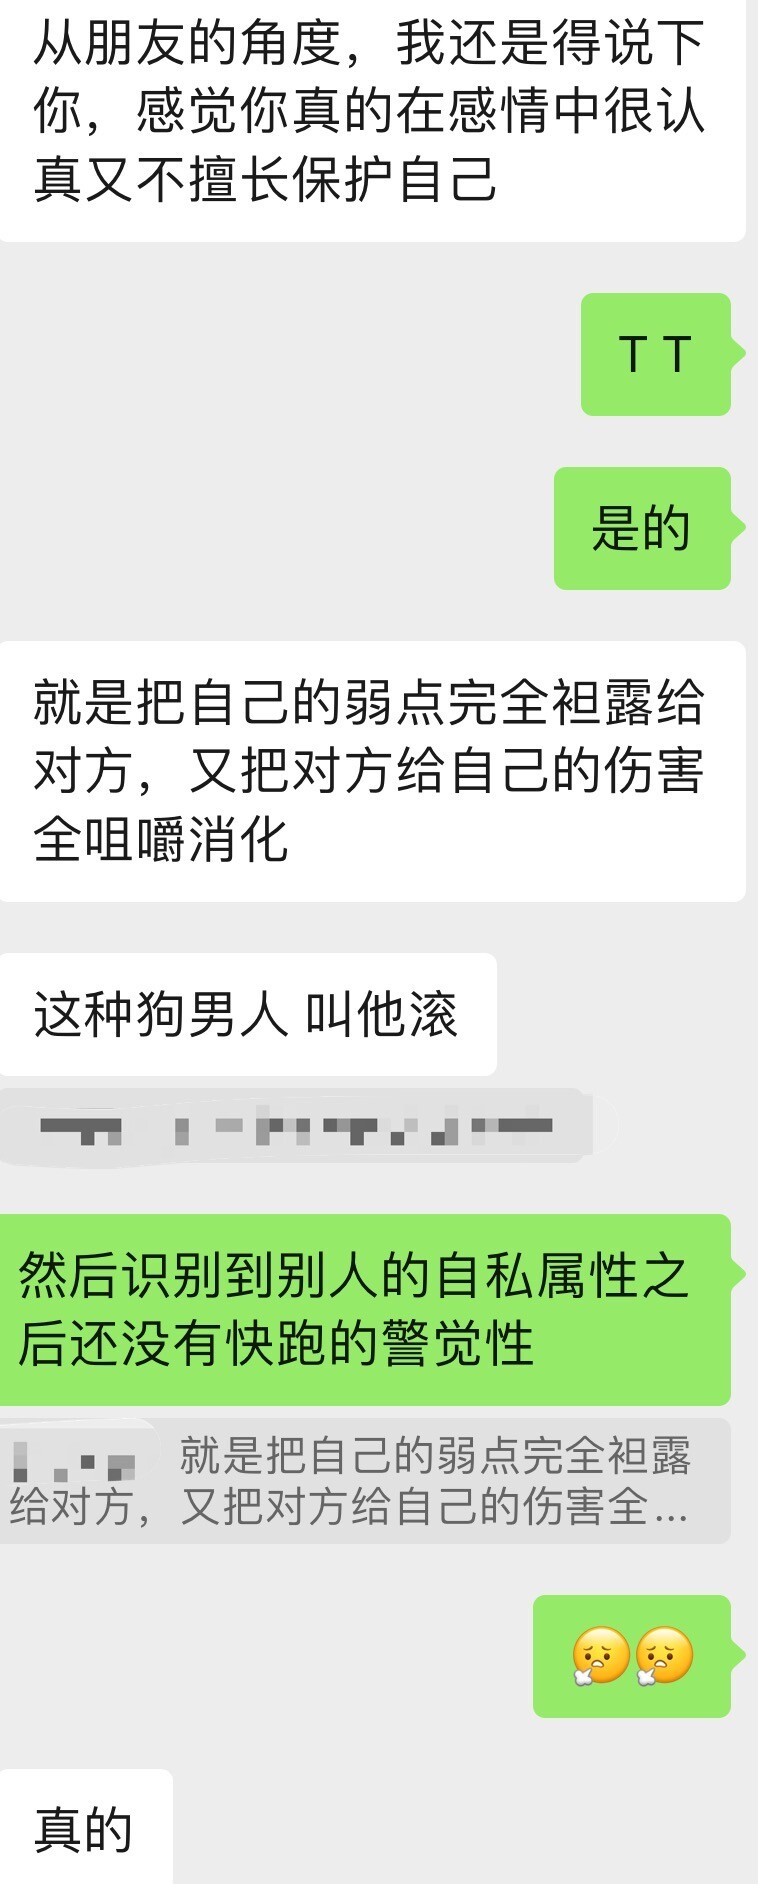 从朋友的角度，我还是得说下
你，感觉你真的在感情中很认
真又不擅长保护自己
T T
是的
就是把自己的弱点完全袒露给
对方，又把对方给自己的伤害
全咀嚼消化
这种狗男人 叫他滚
然后识别到别人的自私属性之
后还没有快跑的警觉性
就是把自己的弱点完全袒露
给对方，又把对方给自己的伤害全...
真的